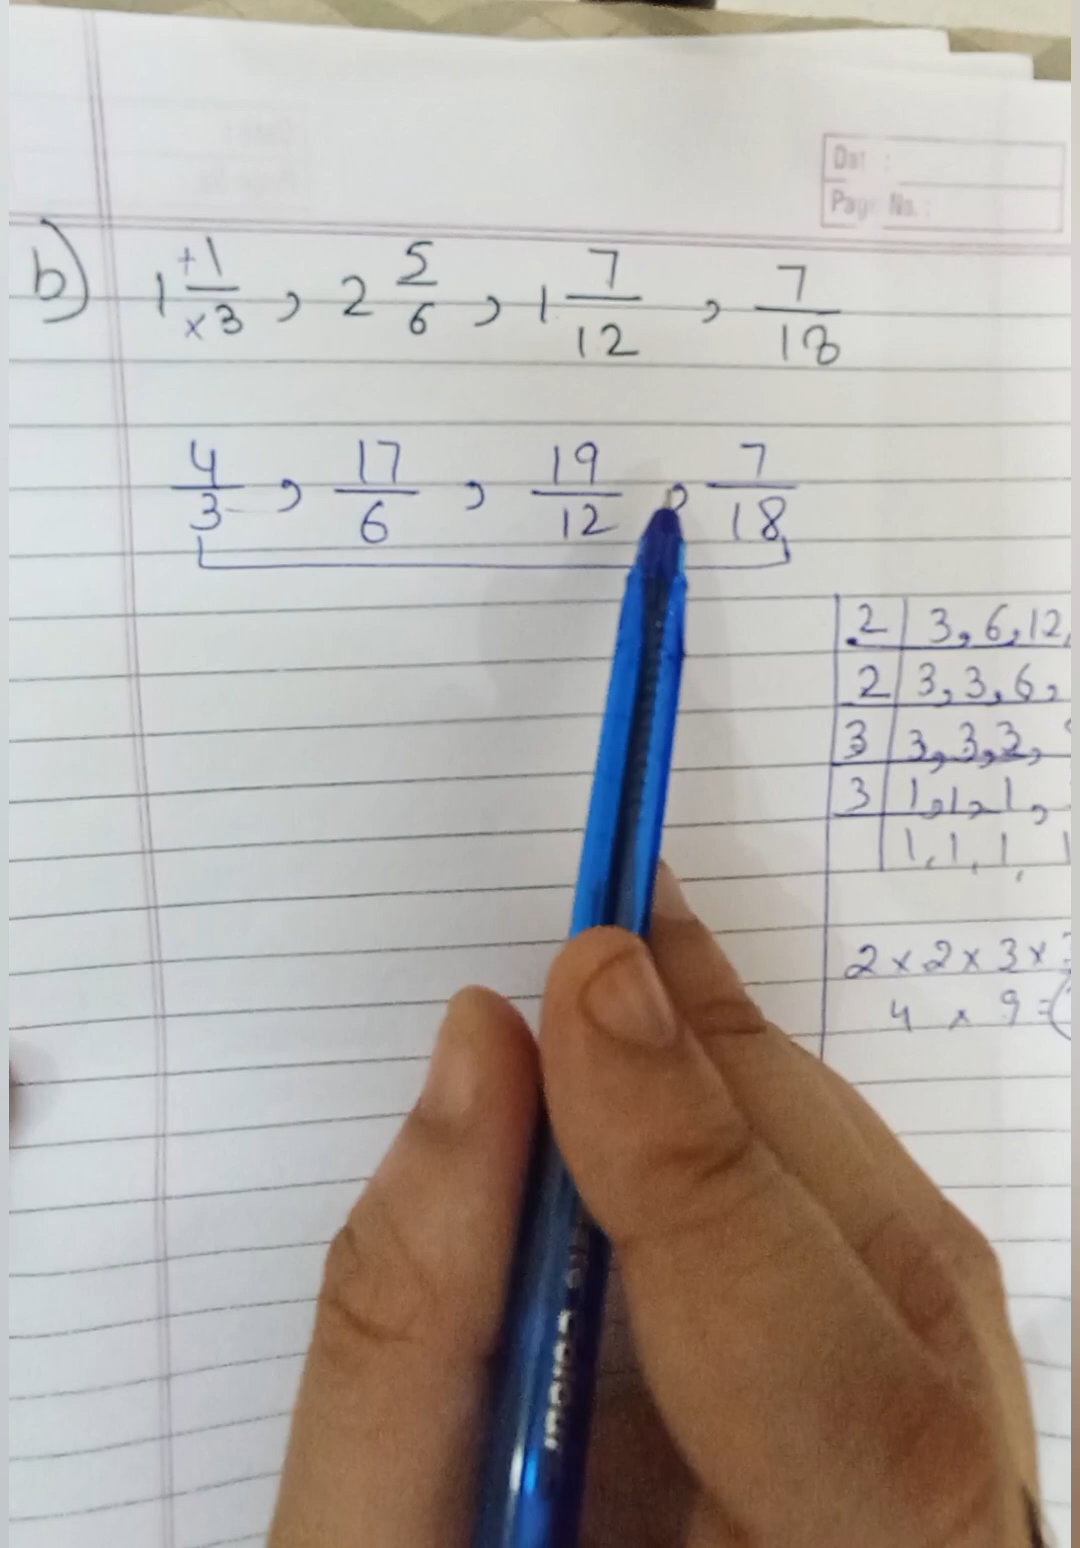 Dat :
Page No. :
b) 1 +1/×3 , 2 5/6 , 1 7/12 , 7/18
4/3 , 17/6 , 19/12 , 7/18
2 | 3, 6, 12,
2 | 3, 3, 6,
3 | 3, 3, 3,
3 | 1, 1, 1,
1, 1, 1, 1
2 × 2 × 3 ×
4 × 9 =